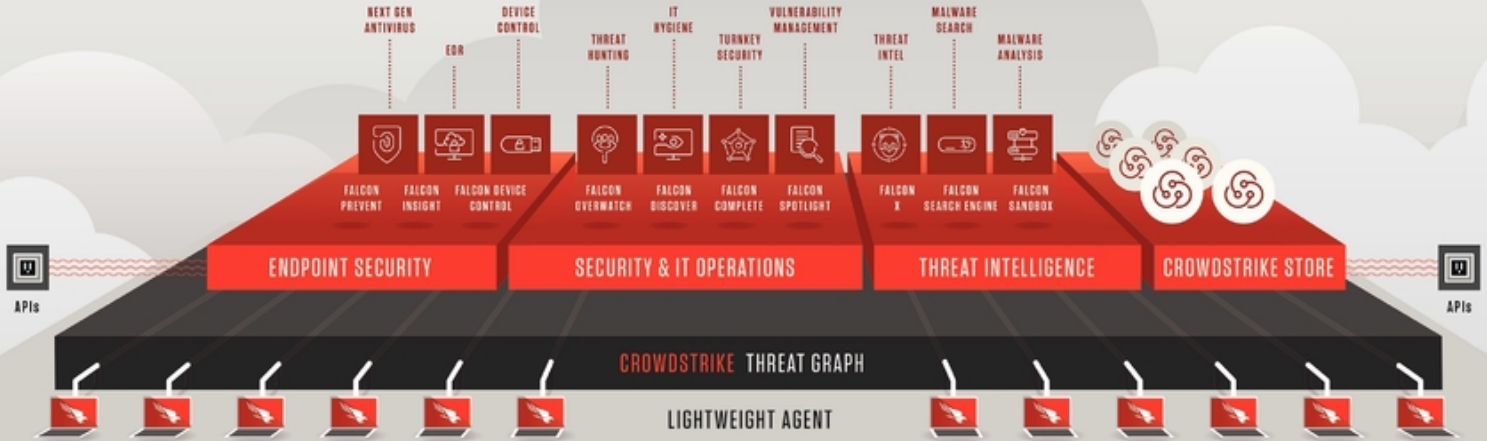 NEXT GEN
ANTIVIRUS
EDR
DEVICE
CONTROL
THREAT
HUNTING
IT
HYGIENE
TURNKEY
SECURITY
VULNERABILITY
MANAGEMENT
THREAT
INTEL
MALWARE
SEARCH
MALWARE
ANALYSIS
FALCON
PREVENT
FALCON
INSIGHT
FALCON DEVICE
CONTROL
FALCON
OVERWATCH
FALCON
DISCOVER
FALCON
COMPLETE
FALCON
SPOTLIGHT
FALCON
X
FALCON
SEARCH ENGINE
FALCON
SANDBOX
ENDPOINT SECURITY
SECURITY & IT OPERATIONS
THREAT INTELLIGENCE
CROWDSTRIKE STORE
APIs
APIs
CROWDSTRIKE THREAT GRAPH
LIGHTWEIGHT AGENT